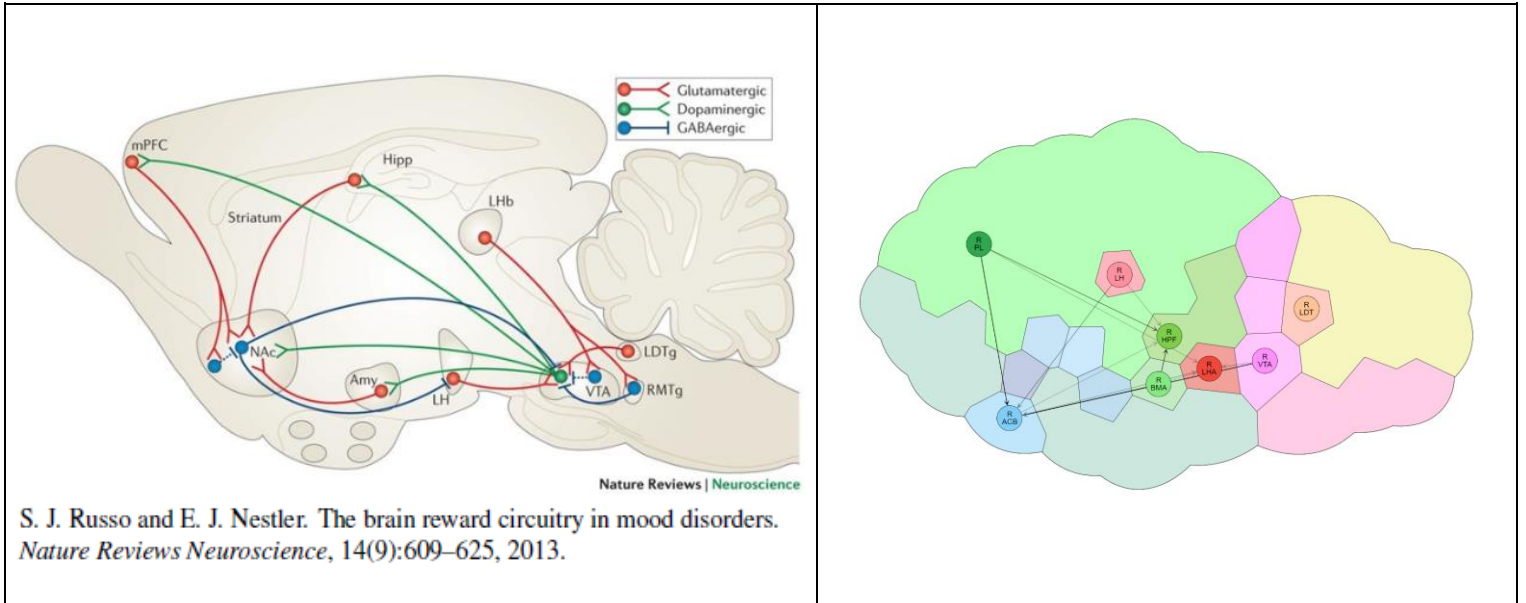 Glutamatergic
Dopaminergic
GABAergic
mPFC
Hipp
LHb
Striatum
NAc
Amy
LH
VTA
LDTg
RMTg
Nature Reviews | Neuroscience
S. J. Russo and E. J. Nestler. The brain reward circuitry in mood disorders.
Nature Reviews Neuroscience, 14(9):609–625, 2013.
R
PL
R
LH
R
LDT
R
HPF
R
LHA
R
VTA
R
BMA
R
ACB